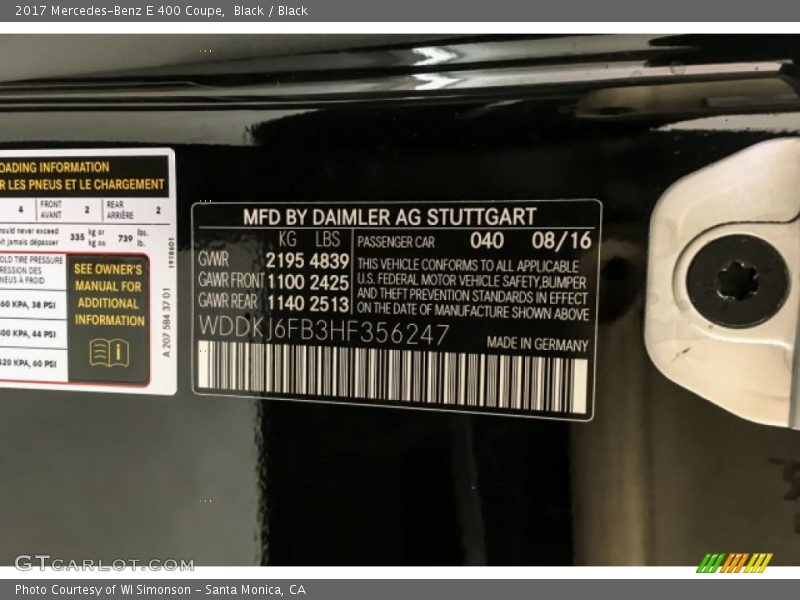 2017 Mercedes-Benz E 400 Coupe, Black / Black
OADING INFORMATION
R LES PNEUS ET LE CHARGEMENT
4 FRONT AVANT 2 REAR ARRIÈRE 2
hould never exceed
it jamais dépasser 335 kg or kg ou 739 lbs. lb.
OLD TIRE PRESSURE
RESSION DES
NEUS À FROID
60 KPA, 38 PSI
00 KPA, 44 PSI
420 KPA, 60 PSI
SEE OWNER'S
MANUAL FOR
ADDITIONAL
INFORMATION
1918601
A 207 584 37 01
MFD BY DAIMLER AG STUTTGART
KG LBS
GWR 2195 4839
GAWR FRONT 1100 2425
GAWR REAR 1140 2513
PASSENGER CAR 040 08/16
THIS VEHICLE CONFORMS TO ALL APPLICABLE
U.S. FEDERAL MOTOR VEHICLE SAFETY,BUMPER
AND THEFT PREVENTION STANDARDS IN EFFECT
ON THE DATE OF MANUFACTURE SHOWN ABOVE
WDDKJ6FB3HF356247
MADE IN GERMANY
GTCARLOT.COM
Photo Courtesy of WI Simonson - Santa Monica, CA